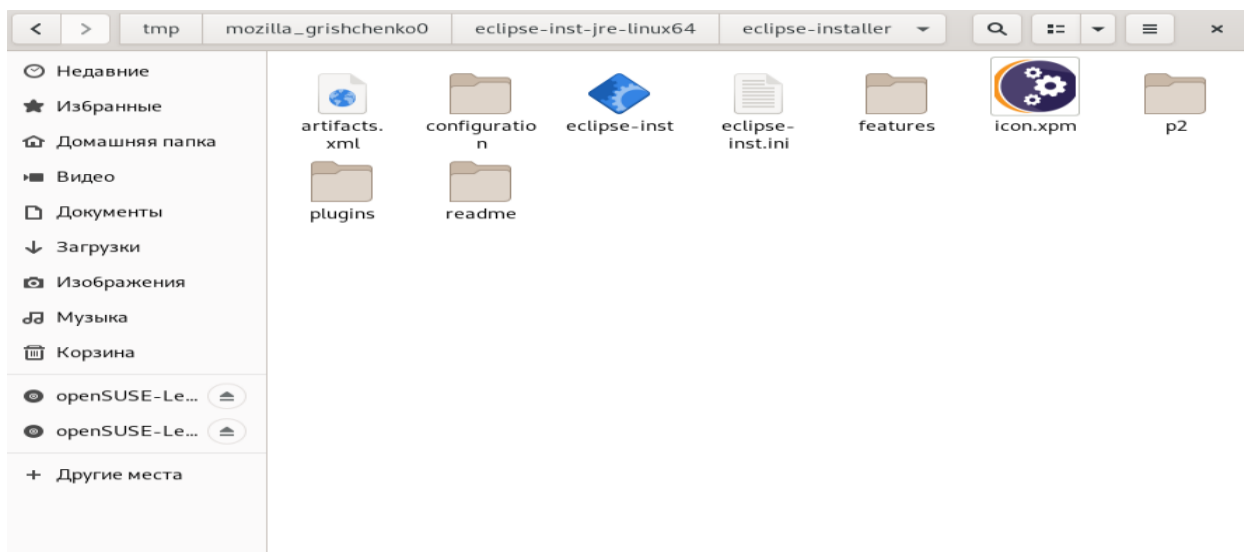 tmp mozilla_grishchenko0 eclipse-inst-jre-linux64 eclipse-installer
Недавние
Избранные
Домашняя папка
Видео
Документы
Загрузки
Изображения
Музыка
Корзина
openSUSE-Le...
openSUSE-Le...
+ Другие места
artifacts.
xml
configuratio
n
eclipse-inst
eclipse-
inst.ini
features
icon.xpm
p2
plugins
readme